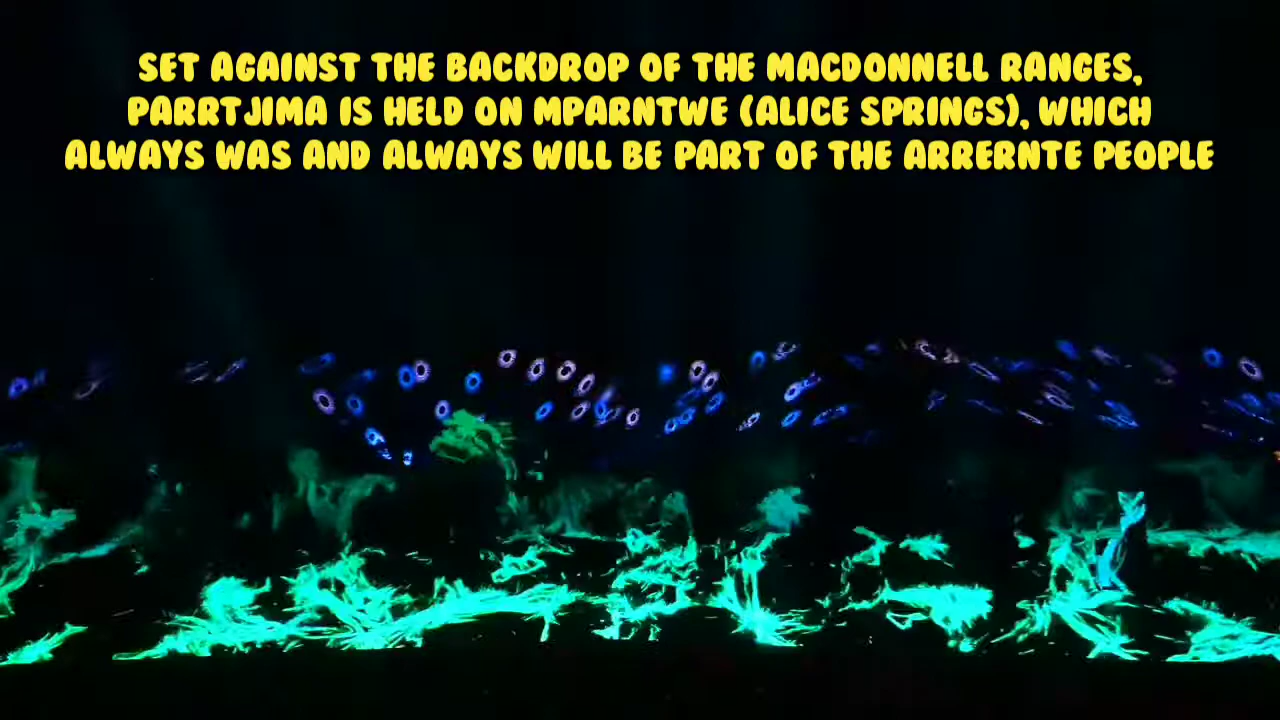 SET AGAINST THE BACKDROP OF THE MACDONNELL RANGES,
PARRTJIMA IS HELD ON MPARNTWE (ALICE SPRINGS), WHICH
ALWAYS WAS AND ALWAYS WILL BE PART OF THE ARRERNTE PEOPLE